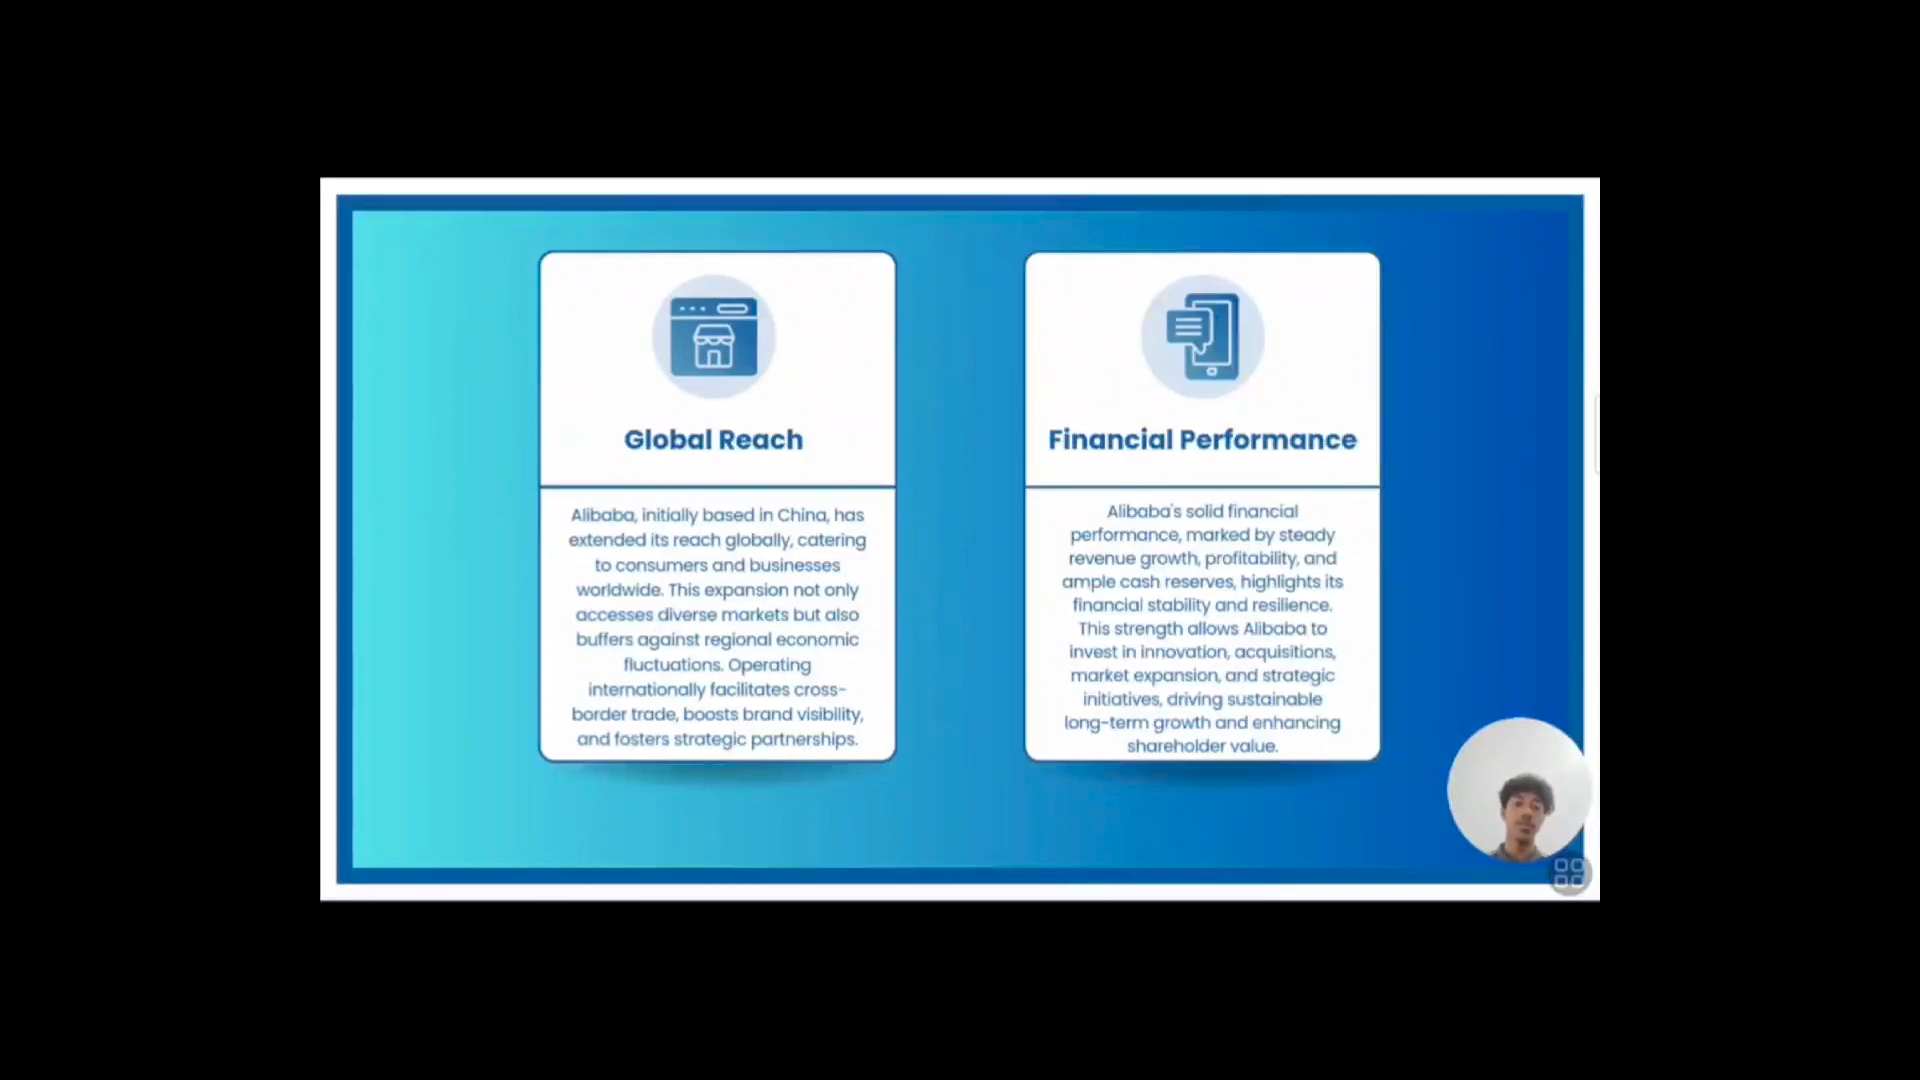 Global Reach
Alibaba, initially based in China, has
extended its reach globally, catering
to consumers and businesses
worldwide. This expansion not only
accesses diverse markets but also
buffers against regional economic
fluctuations. Operating
internationally facilitates cross-
border trade, boosts brand visibility,
and fosters strategic partnerships.
Financial Performance
Alibaba's solid financial
performance, marked by steady
revenue growth, profitability, and
ample cash reserves, highlights its
financial stability and resilience.
This strength allows Alibaba to
invest in innovation, acquisitions,
market expansion, and strategic
initiatives, driving sustainable
long-term growth and enhancing
shareholder value.